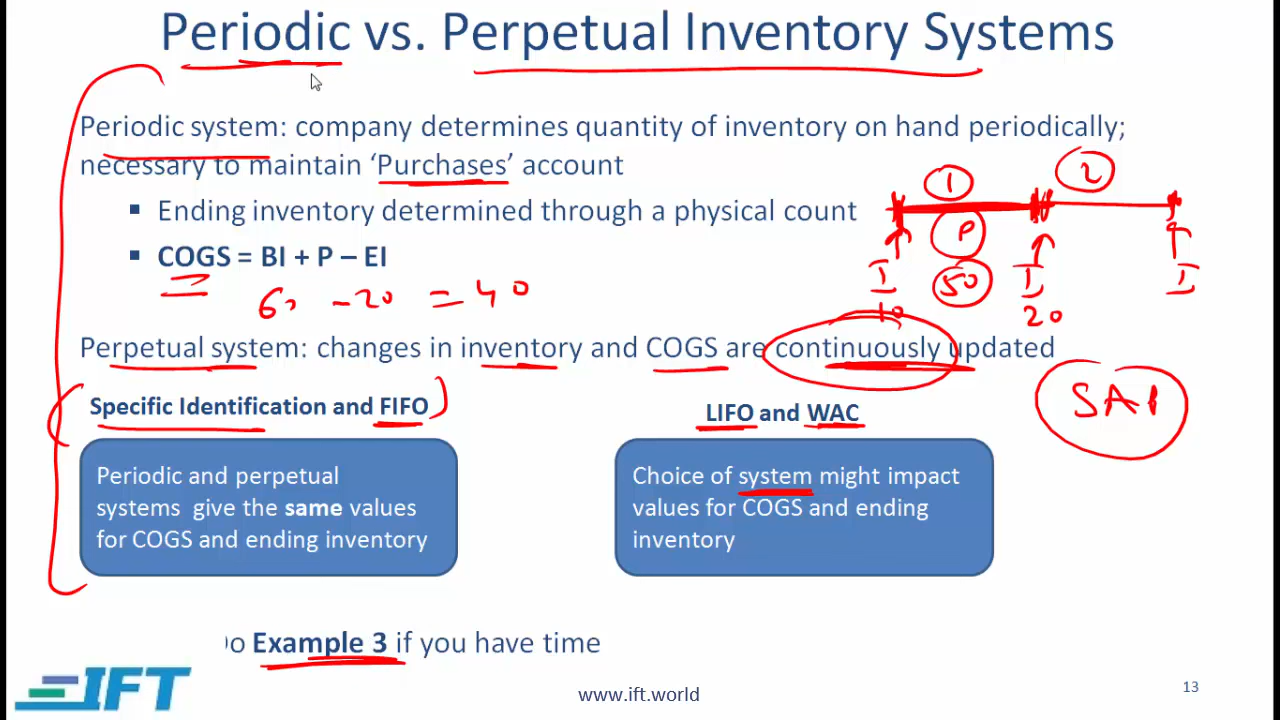 Periodic vs. Perpetual Inventory Systems
Periodic system: company determines quantity of inventory on hand periodically;
necessary to maintain ‘Purchases’ account
1
2
▪ Ending inventory determined through a physical count
P
▪ COGS = BI + P – EI
I
50
I
I
60 -20 = 40
10
20
Perpetual system: changes in inventory and COGS are continuously updated
SAP
Specific Identification and FIFO
LIFO and WAC
Periodic and perpetual
systems give the same values
for COGS and ending inventory
Choice of system might impact
values for COGS and ending
inventory
o Example 3 if you have time
IFT
www.ift.world
13